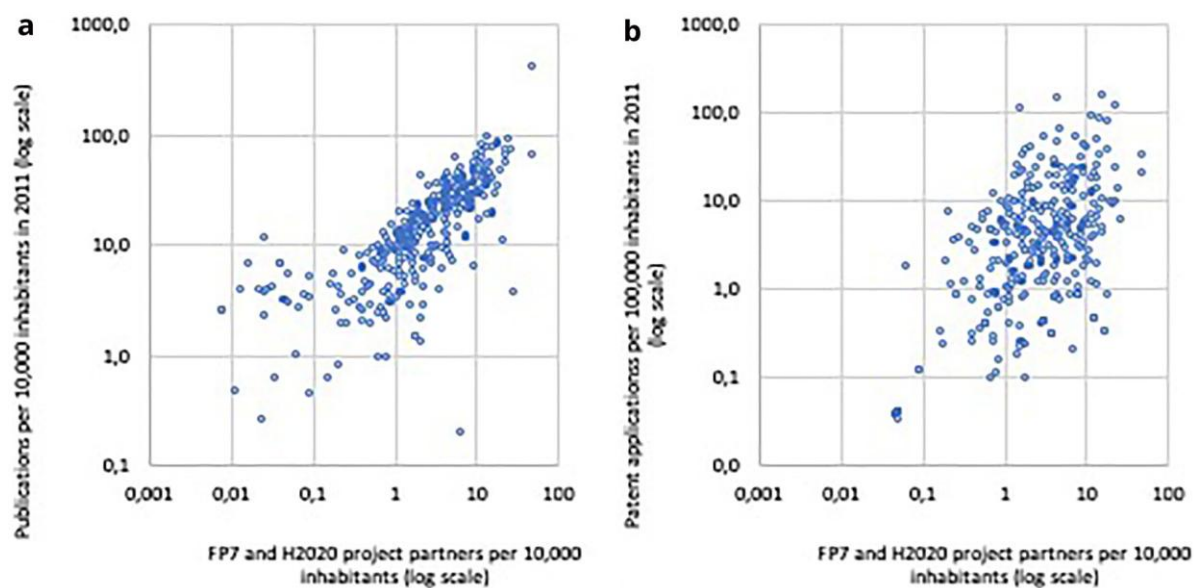 a
Publications per 10,000 inhabitants in 2011 (log scale)
1000,0
100,0
10,0
1,0
0,1
0,001 0,01 0,1 1 10 100
FP7 and H2020 project partners per 10,000
inhabitants (log scale)
b
Patent applicationss per 100,000 inhabitants in 2011
(log scale)
1000,0
100,0
10,0
1,0
0,1
0,0
0,001 0,01 0,1 1 10 100
FP7 and H2020 project partners per 10,000
inhabitants (log scale)